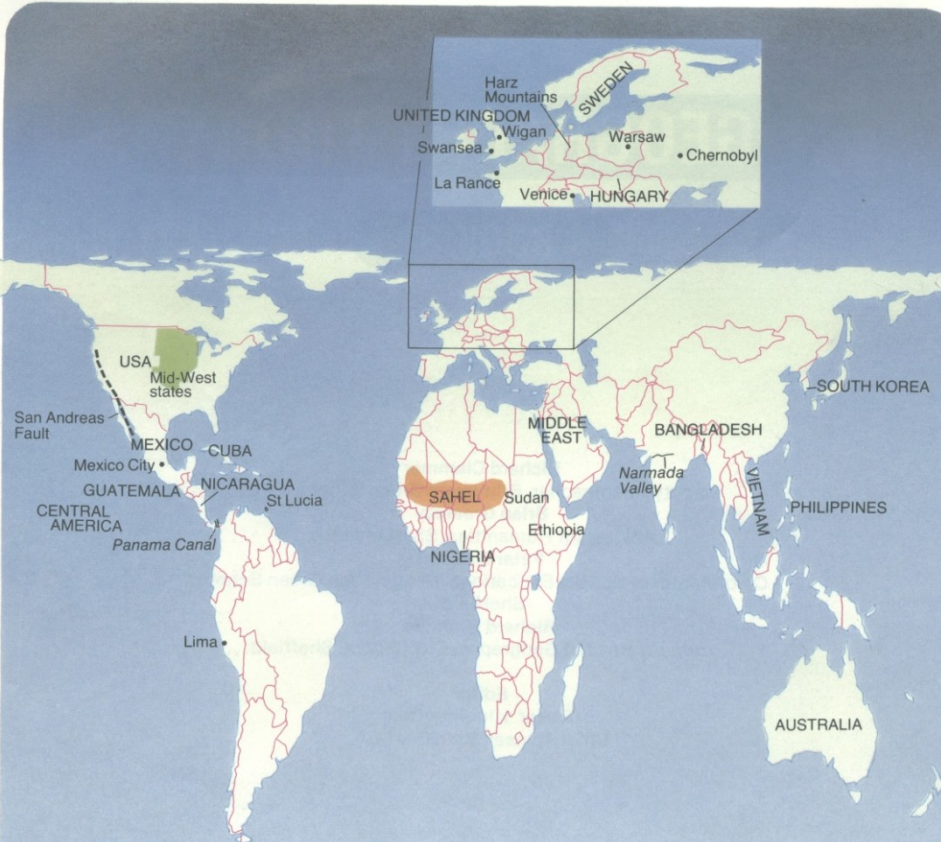 Harz
Mountains
SWEDEN
UNITED KINGDOM
Wigan
Warsaw
Swansea
Chernobyl
La Rance
Venice
HUNGARY
USA
Mid-West
states
San Andreas
Fault
SOUTH KOREA
MIDDLE
EAST
BANGLADESH
MEXICO
CUBA
Mexico City
Narmada
Valley
GUATEMALA
NICARAGUA
St Lucia
SAHEL
Sudan
VIETNAM
PHILIPPINES
CENTRAL
AMERICA
Ethiopia
Panama Canal
NIGERIA
Lima
AUSTRALIA